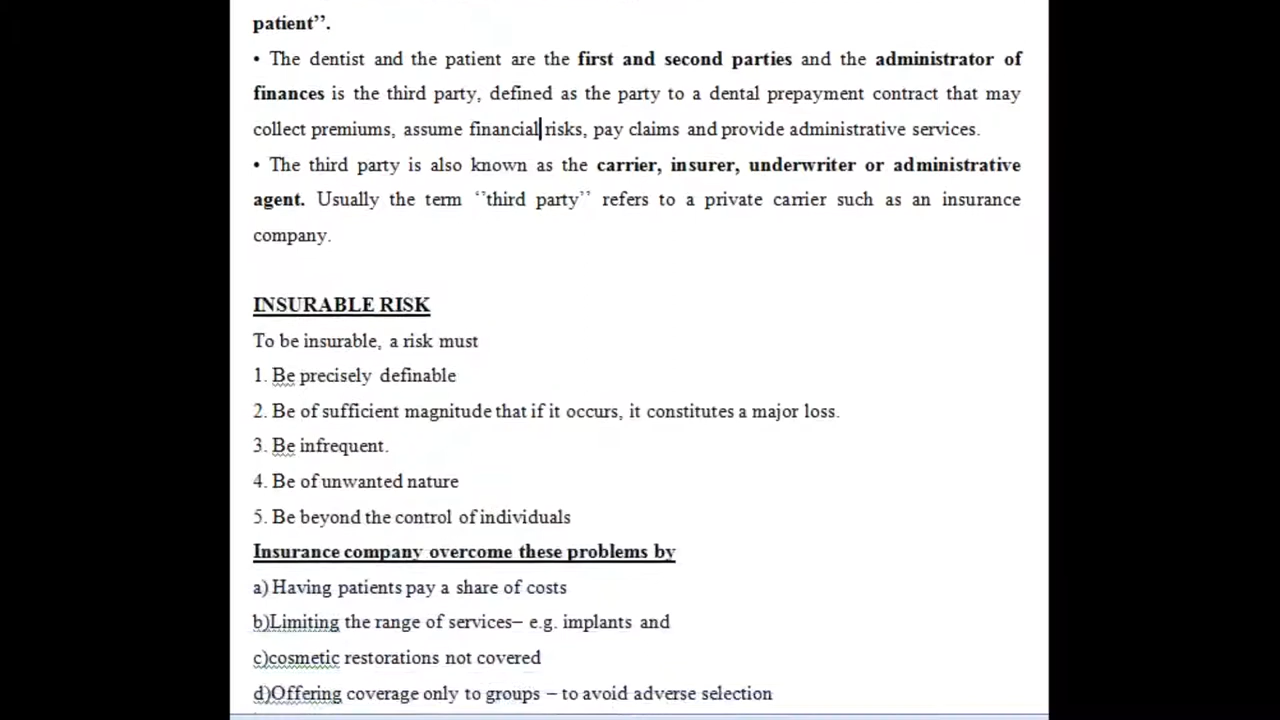 patient”.
• The dentist and the patient are the first and second parties and the administrator of
finances is the third party, defined as the party to a dental prepayment contract that may
collect premiums, assume financial risks, pay claims and provide administrative services.
• The third party is also known as the carrier, insurer, underwriter or administrative
agent. Usually the term ‘’third party’’ refers to a private carrier such as an insurance
company.
INSURABLE RISK
To be insurable, a risk must
1. Be precisely definable
2. Be of sufficient magnitude that if it occurs, it constitutes a major loss.
3. Be infrequent.
4. Be of unwanted nature
5. Be beyond the control of individuals
Insurance company overcome these problems by
a) Having patients pay a share of costs
b)Limiting the range of services– e.g. implants and
c)cosmetic restorations not covered
d)Offering coverage only to groups – to avoid adverse selection